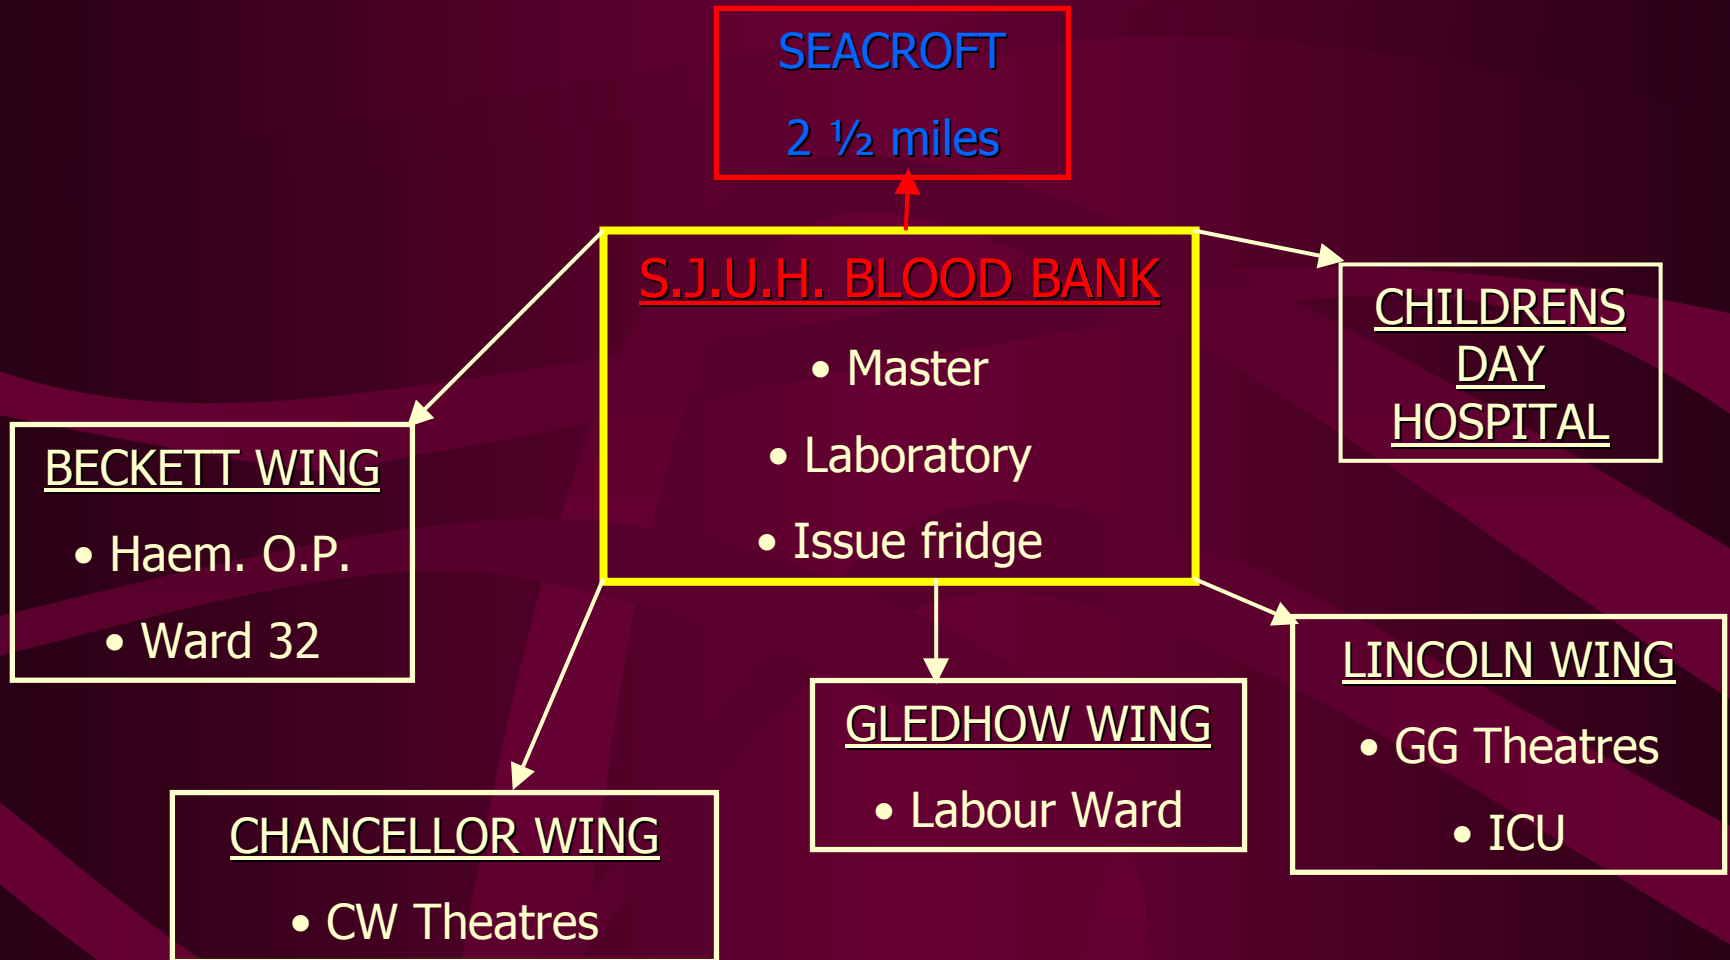 SEACROFT
2 ½ miles
S.J.U.H. BLOOD BANK
• Master
• Laboratory
• Issue fridge
CHILDRENS
DAY
HOSPITAL
BECKETT WING
• Haem. O.P.
• Ward 32
LINCOLN WING
• GG Theatres
• ICU
GLEDHOW WING
• Labour Ward
CHANCELLOR WING
• CW Theatres